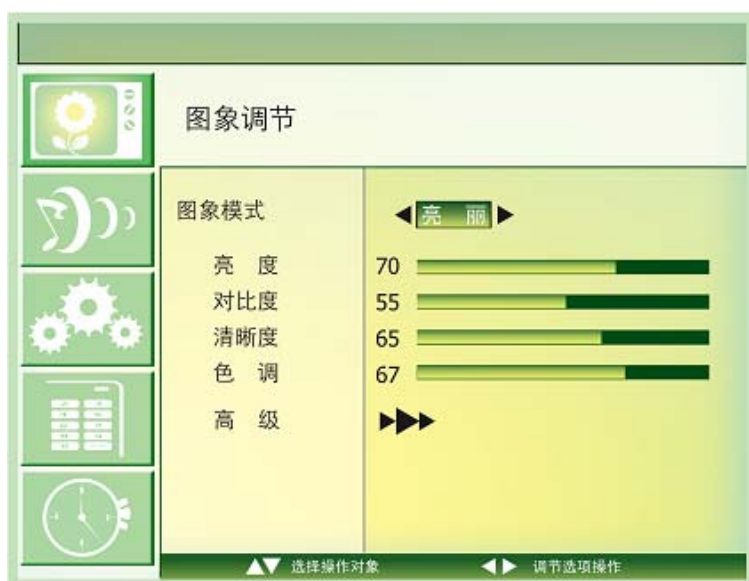 图象调节
图象模式 亮 丽
亮 度 70
对比度 55
清晰度 65
色 调 67
高 级
选择操作对象 调节选项操作